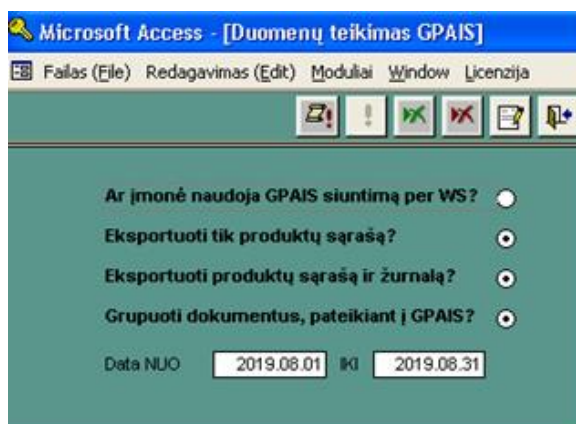 Microsoft Access - [Duomenų teikimas GPAIS]
Failas (File) Redagavimas (Edit) Moduliai Window Licenzija
Ar įmonė naudoja GPAIS siuntimą per WS?
Eksportuoti tik produktų sąrašą?
Eksportuoti produktų sąrašą ir žurnalą?
Grupuoti dokumentus, pateikiant į GPAIS?
Data NUO 2019.08.01 IKI 2019.08.31